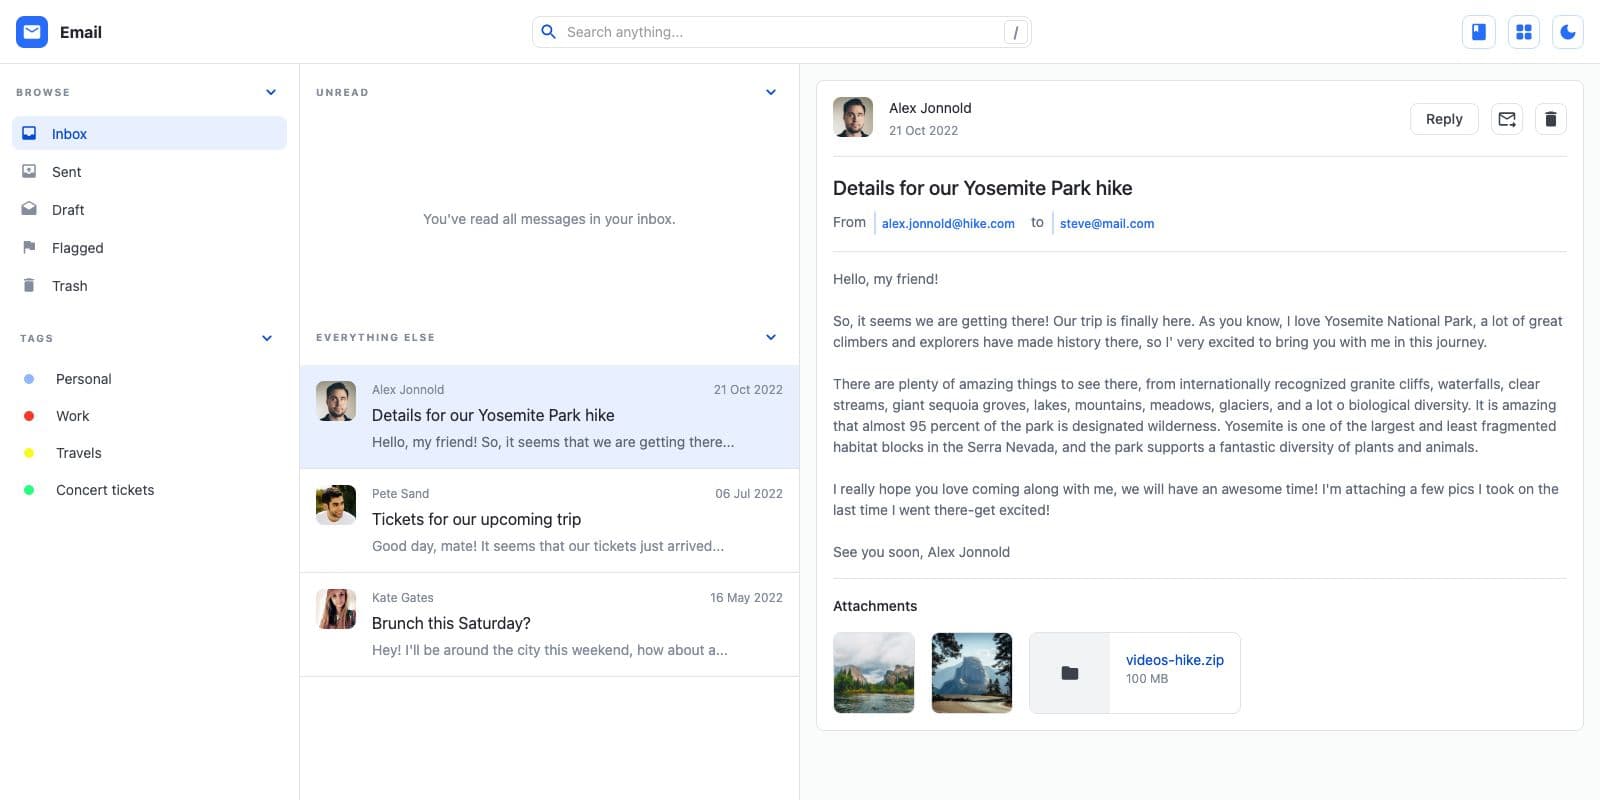 Email
Search anything...
/
BROWSE
Inbox
Sent
Draft
Flagged
Trash
TAGS
Personal
Work
Travels
Concert tickets
UNREAD
You've read all messages in your inbox.
EVERYTHING ELSE
Alex Jonnold 21 Oct 2022
Details for our Yosemite Park hike
Hello, my friend! So, it seems that we are getting there...
Pete Sand 06 Jul 2022
Tickets for our upcoming trip
Good day, mate! It seems that our tickets just arrived...
Kate Gates 16 May 2022
Brunch this Saturday?
Hey! I'll be around the city this weekend, how about a...
Alex Jonnold
21 Oct 2022
Reply
Details for our Yosemite Park hike
From alex.jonnold@hike.com to steve@mail.com
Hello, my friend!
So, it seems we are getting there! Our trip is finally here. As you know, I love Yosemite National Park, a lot of great
climbers and explorers have made history there, so I' very excited to bring you with me in this journey.
There are plenty of amazing things to see there, from internationally recognized granite cliffs, waterfalls, clear
streams, giant sequoia groves, lakes, mountains, meadows, glaciers, and a lot o biological diversity. It is amazing
that almost 95 percent of the park is designated wilderness. Yosemite is one of the largest and least fragmented
habitat blocks in the Serra Nevada, and the park supports a fantastic diversity of plants and animals.
I really hope you love coming along with me, we will have an awesome time! I'm attaching a few pics I took on the
last time I went there-get excited!
See you soon, Alex Jonnold
Attachments
videos-hike.zip
100 MB